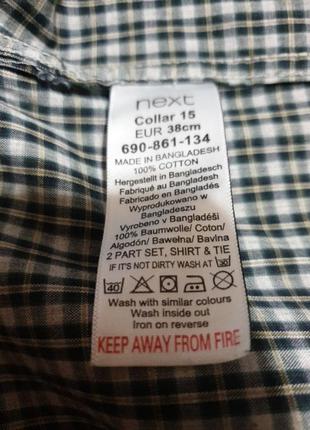 next
Collar 15
EUR 38cm
690-861-134
MADE IN BANGLADESH
100% COTTON
Hergestellt in Bangladesch
Fabriqué au Bangladesh
Fabricado en Bangladés
Wyprodukowano w
Bangladeszu
Vyrobeno v Bangladéši
100% Baumwolle/ Coton/
Algodón/ Bawełna/ Bavlna
2 PART SET, SHIRT & TIE
IF IT'S NOT DIRTY WASH AT 30
40
Wash with similar colours
Wash inside out
Iron on reverse
KEEP AWAY FROM FIRE